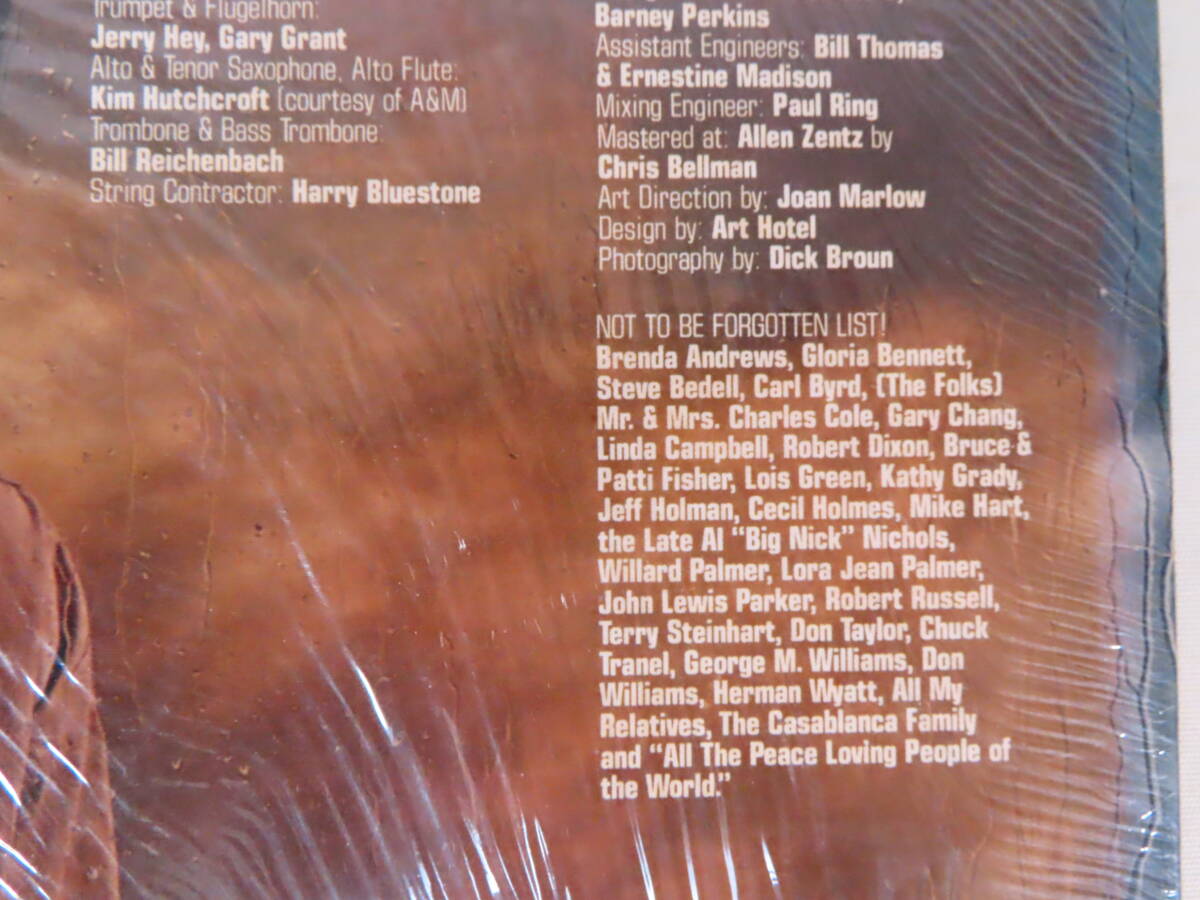 Trumpet & Flugelhorn:
Jerry Hey, Gary Grant
Alto & Tenor Saxophone, Alto Flute:
Kim Hutchcroft (courtesy of A&M)
Trombone & Bass Trombone:
Bill Reichenbach
String Contractor: Harry Bluestone
Barney Perkins
Assistant Engineers: Bill Thomas
& Ernestine Madison
Mixing Engineer: Paul Ring
Mastered at: Allen Zentz by
Chris Bellman
Art Direction by: Joan Marlow
Design by: Art Hotel
Photography by: Dick Broun
NOT TO BE FORGOTTEN LIST!
Brenda Andrews, Gloria Bennett,
Steve Bedell, Carl Byrd, (The Folks)
Mr. & Mrs. Charles Cole, Gary Chang,
Linda Campbell, Robert Dixon, Bruce &
Patti Fisher, Lois Green, Kathy Grady,
Jeff Holman, Cecil Holmes, Mike Hart,
the Late Al “Big Nick” Nichols,
Willard Palmer, Lora Jean Palmer,
John Lewis Parker, Robert Russell,
Terry Steinhart, Don Taylor, Chuck
Tranel, George M. Williams, Don
Williams, Herman Wyatt, All My
Relatives, The Casablanca Family
and “All The Peace Loving People of
the World.”